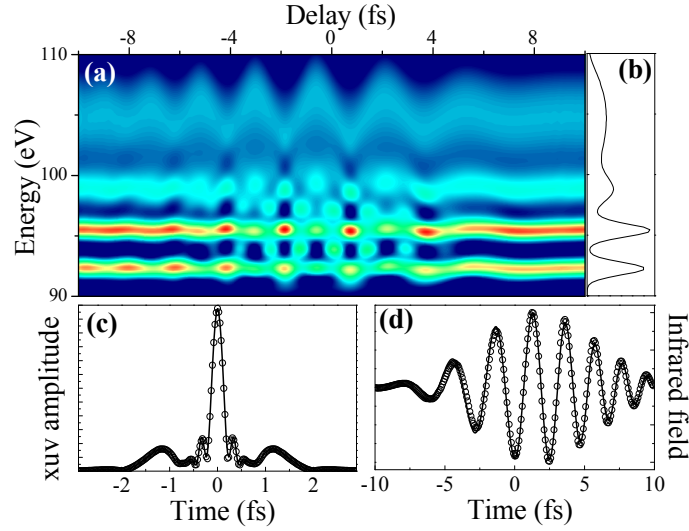 Delay (fs)
-8 -4 0 4 8
(a)
(b)
110
100
90
Energy (eV)
(c)
(d)
xuv amplitude
Infrared field
-2 -1 0 1 2
-10 -5 0 5 10
Time (fs)
Time (fs)